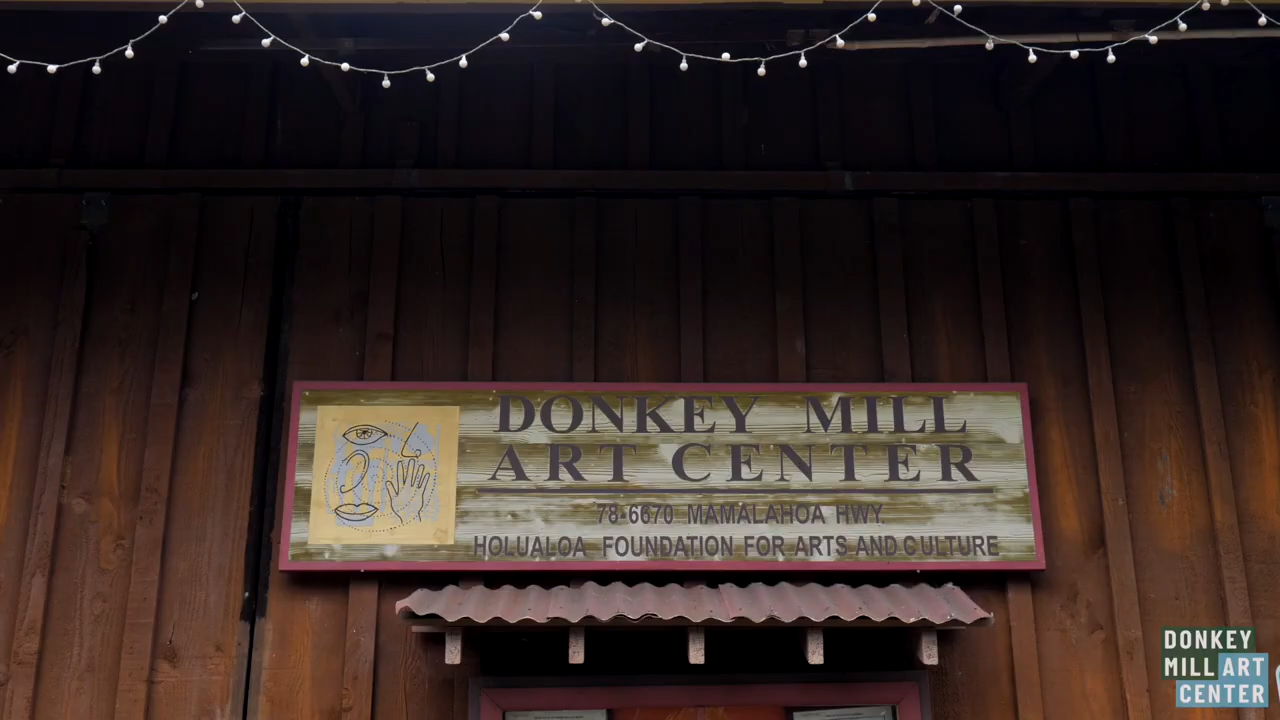 DONKEY MILL
ART CENTER
78-6670 MAMALAHOA HWY.
HOLUALOA FOUNDATION FOR ARTS AND CULTURE
DONKEY
MILL ART
CENTER